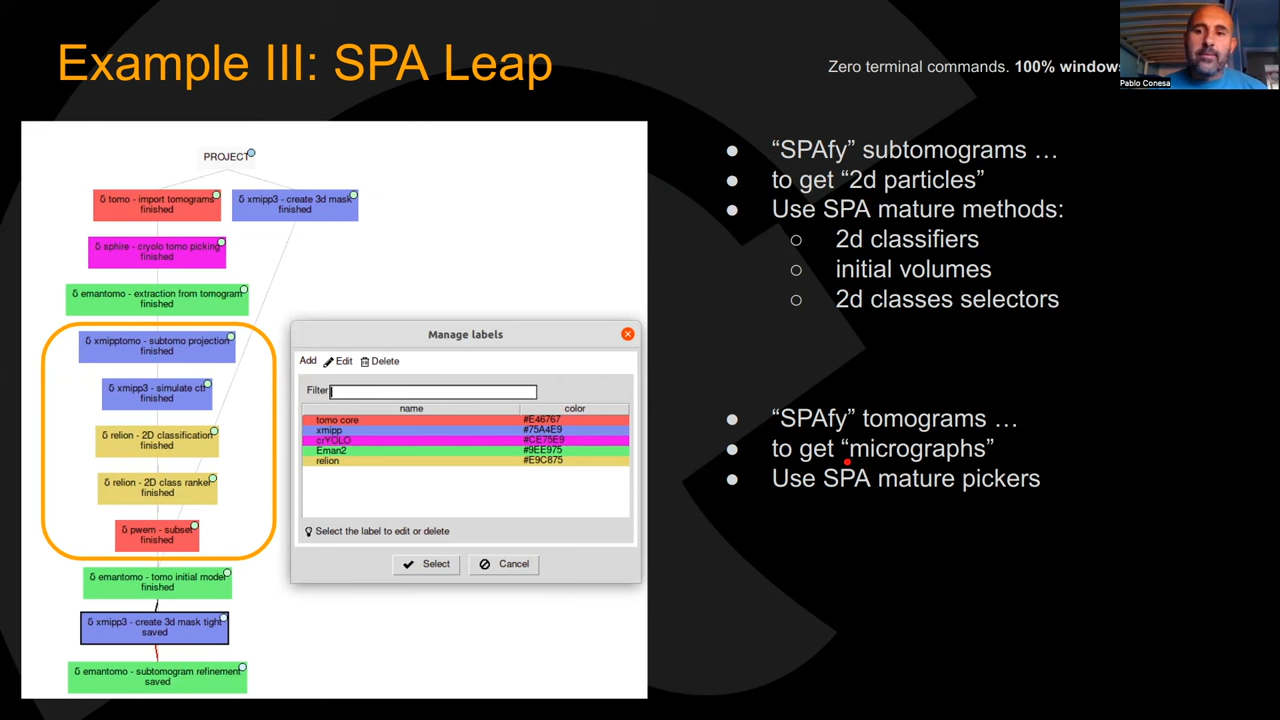 Example III: SPA Leap
Zero terminal commands. 100% windows
Pablo Conesa
PROJECT
δ tomo - import tomograms
finished
δ xmipp3 - create 3d mask
finished
δ sphire - cryolo tomo picking
finished
δ emantomo - extraction from tomogram
finished
δ xmipptomo - subtomo projection
finished
δ xmipp3 - simulate ctf
finished
δ relion - 2D classification
finished
δ relion - 2D class ranker
finished
δ pwem - subset
finished
δ emantomo - tomo initial model
finished
δ xmipp3 - create 3d mask tight
saved
δ emantomo - subtomogram refinement
saved
Manage labels
Add Edit Delete
Filter
name color
tomo core #E46767
xmipp #75A4E9
crYOLO #CE75E9
Eman2 #9EE975
relion #E9C875
Select the label to edit or delete
Select Cancel
● “SPAfy” subtomograms …
● to get “2d particles”
● Use SPA mature methods:
○ 2d classifiers
○ initial volumes
○ 2d classes selectors
● “SPAfy” tomograms …
● to get “micrographs”
● Use SPA mature pickers